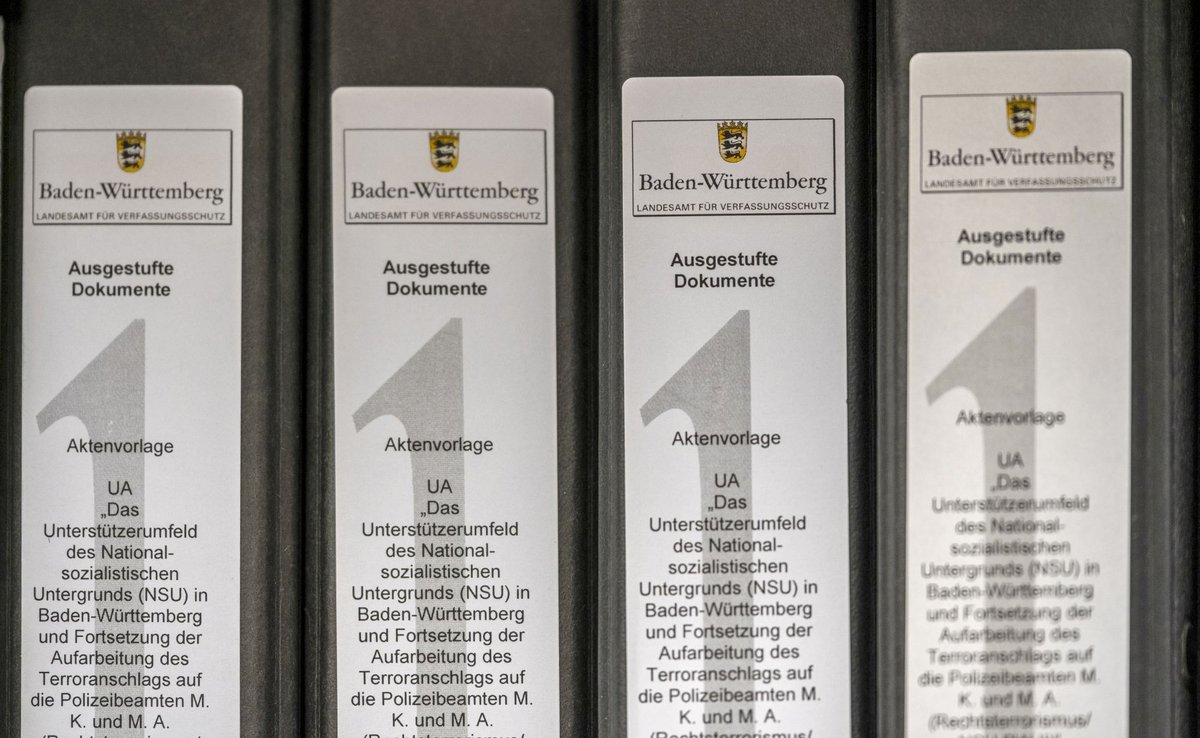 Baden-Württemberg
LANDESAMT FÜR VERFASSUNGSSCHUTZ
Ausgestufte
Dokumente
1
Aktenvorlage
UA
„Das
Unterstützerumfeld
des National-
sozialistischen
Untergrunds (NSU) in
Baden-Württemberg
und Fortsetzung der
Aufarbeitung des
Terroranschlags auf
die Polizeibeamten M.
K. und M. A.
(Rechtsterrorismus/
Baden-Württemberg
LANDESAMT FÜR VERFASSUNGSSCHUTZ
Ausgestufte
Dokumente
1
Aktenvorlage
UA
„Das
Unterstützerumfeld
des National-
sozialistischen
Untergrunds (NSU) in
Baden-Württemberg
und Fortsetzung der
Aufarbeitung des
Terroranschlags auf
die Polizeibeamten M.
K. und M. A.
(Rechtsterrorismus/
Baden-Württemberg
LANDESAMT FÜR VERFASSUNGSSCHUTZ
Ausgestufte
Dokumente
1
Aktenvorlage
UA
„Das
Unterstützerumfeld
des National-
sozialistischen
Untergrunds (NSU) in
Baden-Württemberg
und Fortsetzung der
Aufarbeitung des
Terroranschlags auf
die Polizeibeamten M.
K. und M. A.
(Rechtsterrorismus/
Baden-Württemberg
LANDESAMT FÜR VERFASSUNGSSCHUTZ
Ausgestufte
Dokumente
1
Aktenvorlage
UA
„Das
Unterstützerumfeld
des National-
sozialistischen
Untergrunds (NSU) in
Baden-Württemberg
und Fortsetzung der
Aufarbeitung des
Terroranschlags auf
die Polizeibeamten M.
K. und M. A.
(Rechtsterrorismus/